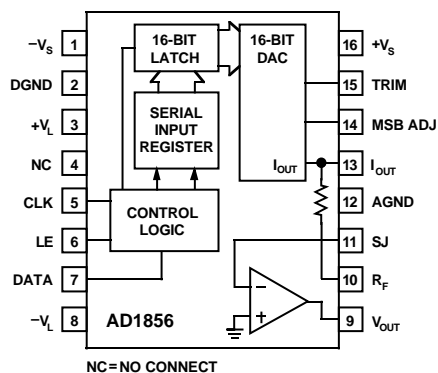 −VS 1
DGND 2
+VL 3
NC 4
CLK 5
LE 6
DATA 7
−VL 8
16-BIT
LATCH
16-BIT
DAC
SERIAL
INPUT
REGISTER
CONTROL
LOGIC
IOUT
−
+
AD1856
16 +VS
15 TRIM
14 MSB ADJ
13 IOUT
12 AGND
11 SJ
10 RF
9 VOUT
NC=NO CONNECT